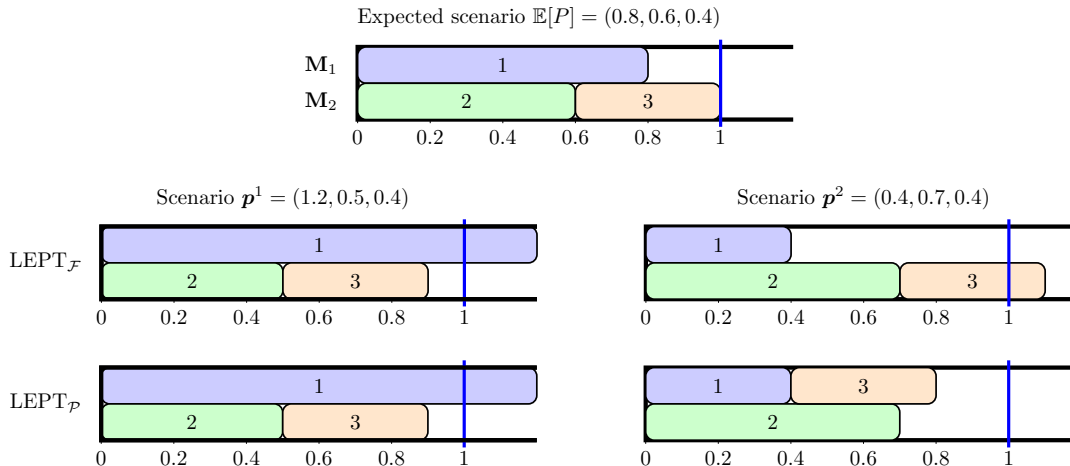 Expected scenario 𝔼[P] = (0.8, 0.6, 0.4)
M₁ 1
M₂ 2 3
0 0.2 0.4 0.6 0.8 1
Scenario p¹ = (1.2, 0.5, 0.4) Scenario p² = (0.4, 0.7, 0.4)
LEPT_ℱ 1 1
2 3 2 3
0 0.2 0.4 0.6 0.8 1 0 0.2 0.4 0.6 0.8 1
LEPT_𝒫 1 1 3
2 3 2
0 0.2 0.4 0.6 0.8 1 0 0.2 0.4 0.6 0.8 1